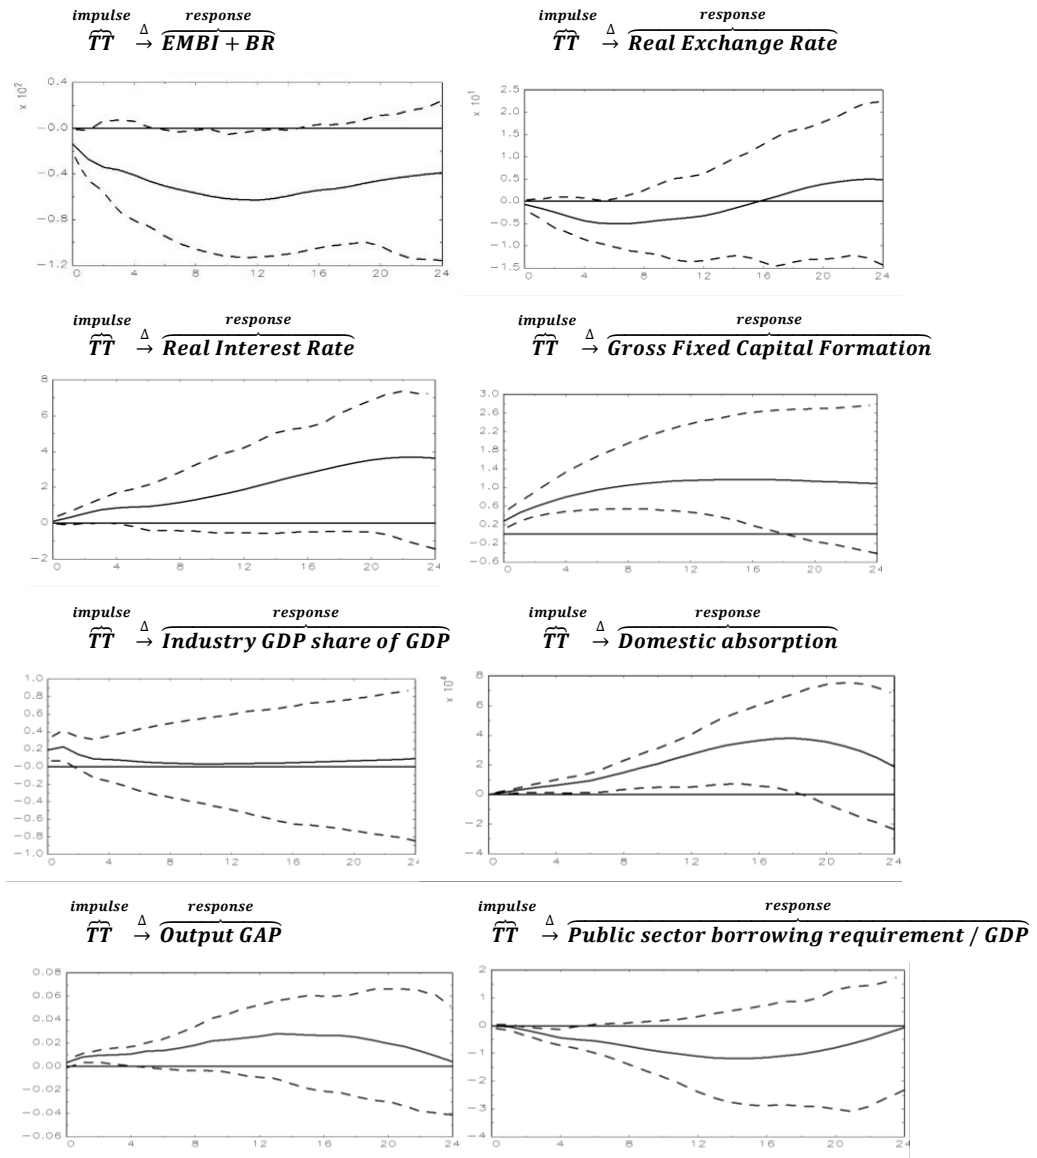 impulse response
TT Δ→ EMBI + BR
× 10²
0.4
−0.0
−0.4
−0.8
−1.2
0 4 8 12 16 20 24
impulse response
TT Δ→ Real Exchange Rate
× 10¹
2.5
2.0
1.5
1.0
0.5
0.0
−0.5
−1.0
−1.5
0 4 8 12 16 20 24
impulse response
TT Δ→ Real Interest Rate
8
6
4
2
0
−2
0 4 8 12 16 20 24
impulse response
TT Δ→ Gross Fixed Capital Formation
3.0
2.6
2.2
1.8
1.4
1.0
0.6
0.2
−0.2
−0.6
0 4 8 12 16 20 24
impulse response
TT Δ→ Industry GDP share of GDP
1.0
0.8
0.6
0.4
0.2
−0.0
−0.2
−0.4
−0.6
−0.8
−1.0
0 4 8 12 16 20 24
impulse response
TT Δ→ Domestic absorption
× 10⁴
8
6
4
2
0
−2
−4
0 4 8 12 16 20 24
impulse response
TT Δ→ Output GAP
0.08
0.06
0.04
0.02
0.00
−0.02
−0.04
−0.06
0 4 8 12 16 20 24
impulse response
TT Δ→ Public sector borrowing requirement / GDP
2
1
0
−1
−2
−3
−4
0 4 8 12 16 20 24